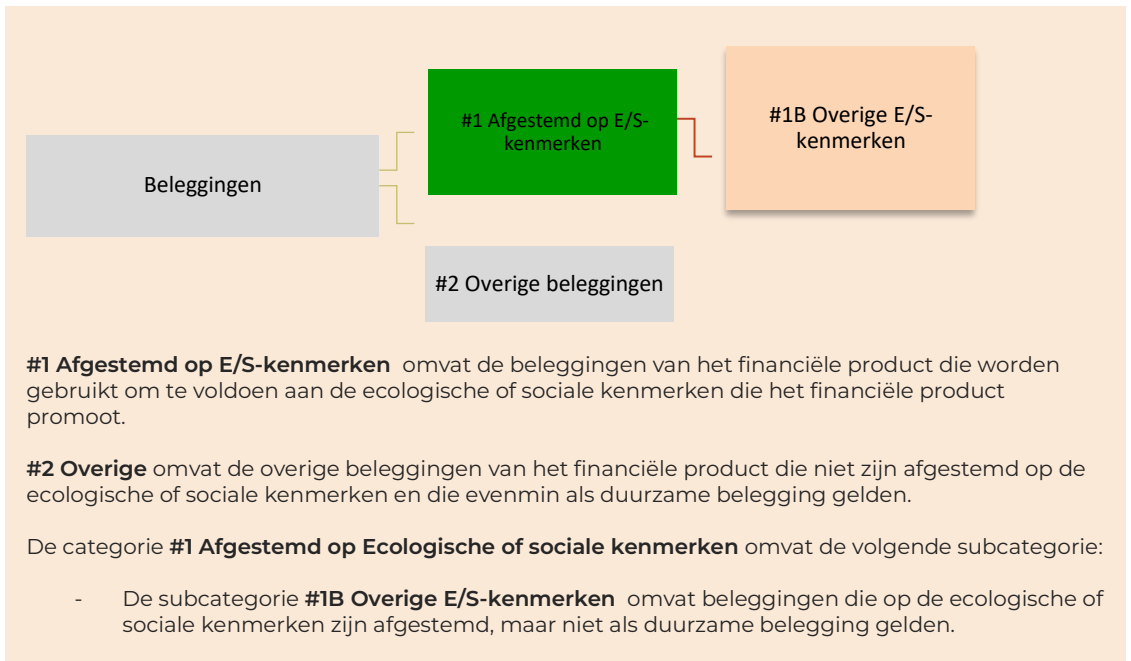 #1 Afgestemd op E/S-
kenmerken
#1B Overige E/S-
kenmerken
Beleggingen
#2 Overige beleggingen
#1 Afgestemd op E/S-kenmerken omvat de beleggingen van het financiële product die worden
gebruikt om te voldoen aan de ecologische of sociale kenmerken die het financiële product
promoot.
#2 Overige omvat de overige beleggingen van het financiële product die niet zijn afgestemd op de
ecologische of sociale kenmerken en die evenmin als duurzame belegging gelden.
De categorie #1 Afgestemd op Ecologische of sociale kenmerken omvat de volgende subcategorie:
- De subcategorie #1B Overige E/S-kenmerken omvat beleggingen die op de ecologische of
sociale kenmerken zijn afgestemd, maar niet als duurzame belegging gelden.